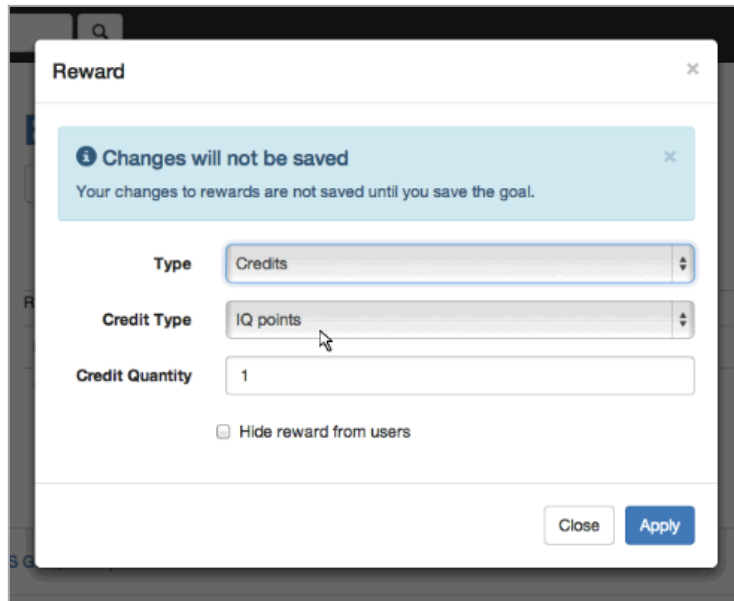 Reward
×
Changes will not be saved
×
Your changes to rewards are not saved until you save the goal.
Type
Credits
Credit Type
IQ points
Credit Quantity
1
Hide reward from users
Close
Apply